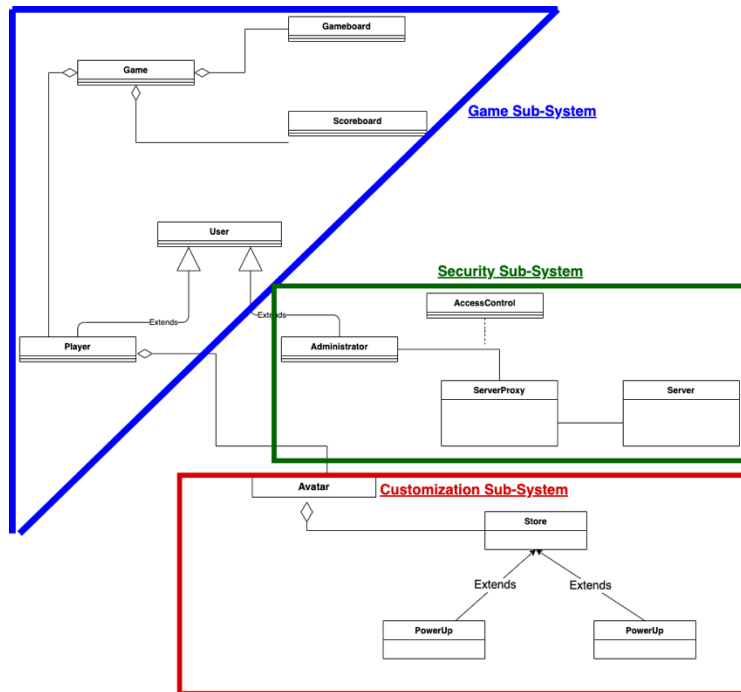 Gameboard
Game
Scoreboard
Game Sub-System
User
Security Sub-System
AccessControl
Extends
Extends
Player
Administrator
ServerProxy
Server
Avatar
Customization Sub-System
Store
Extends
Extends
PowerUp
PowerUp